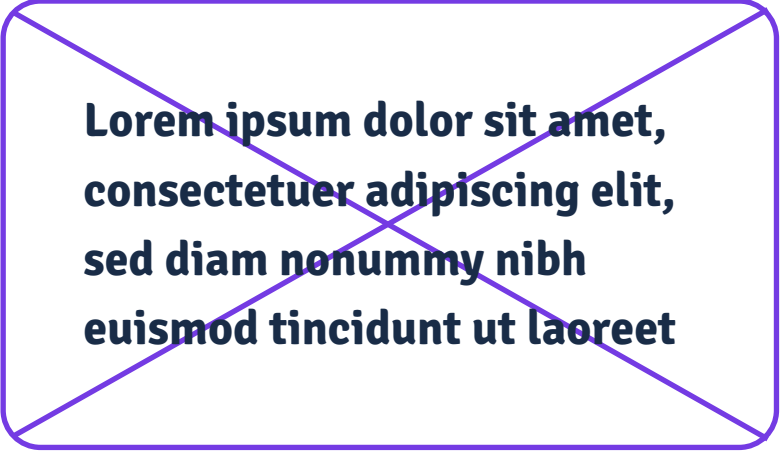 Lorem ipsum dolor sit amet,
consectetuer adipiscing elit,
sed diam nonummy nibh
euismod tincidunt ut laoreet